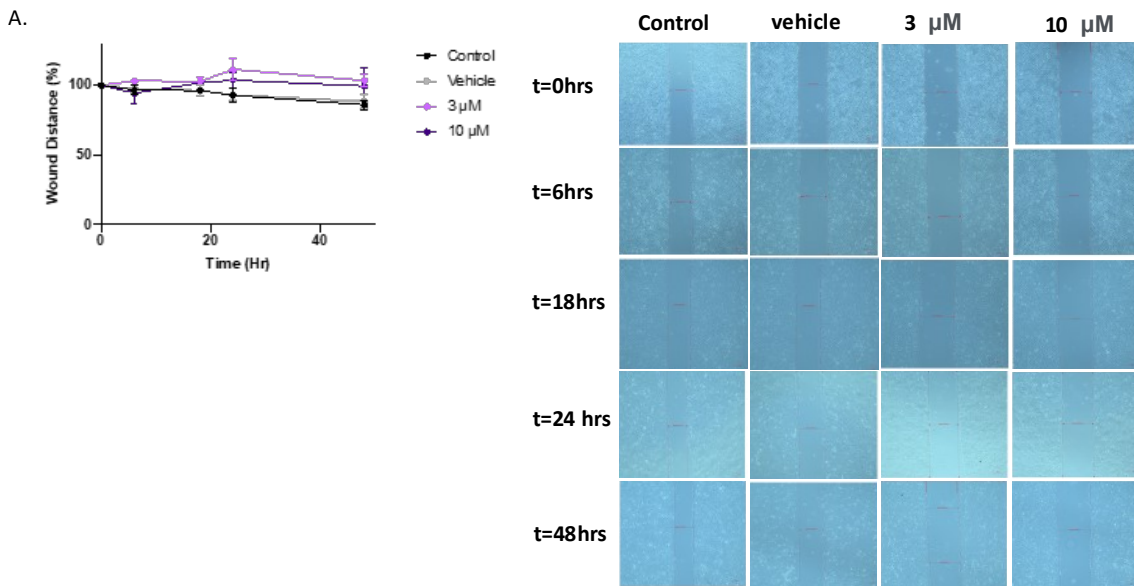 A.
Wound Distance (%)
100
50
0
0 20 40
Time (Hr)
Control
Vehicle
3 µM
10 µM
Control vehicle 3 µM 10 µM
t=0hrs
t=6hrs
t=18hrs
t=24 hrs
t=48hrs